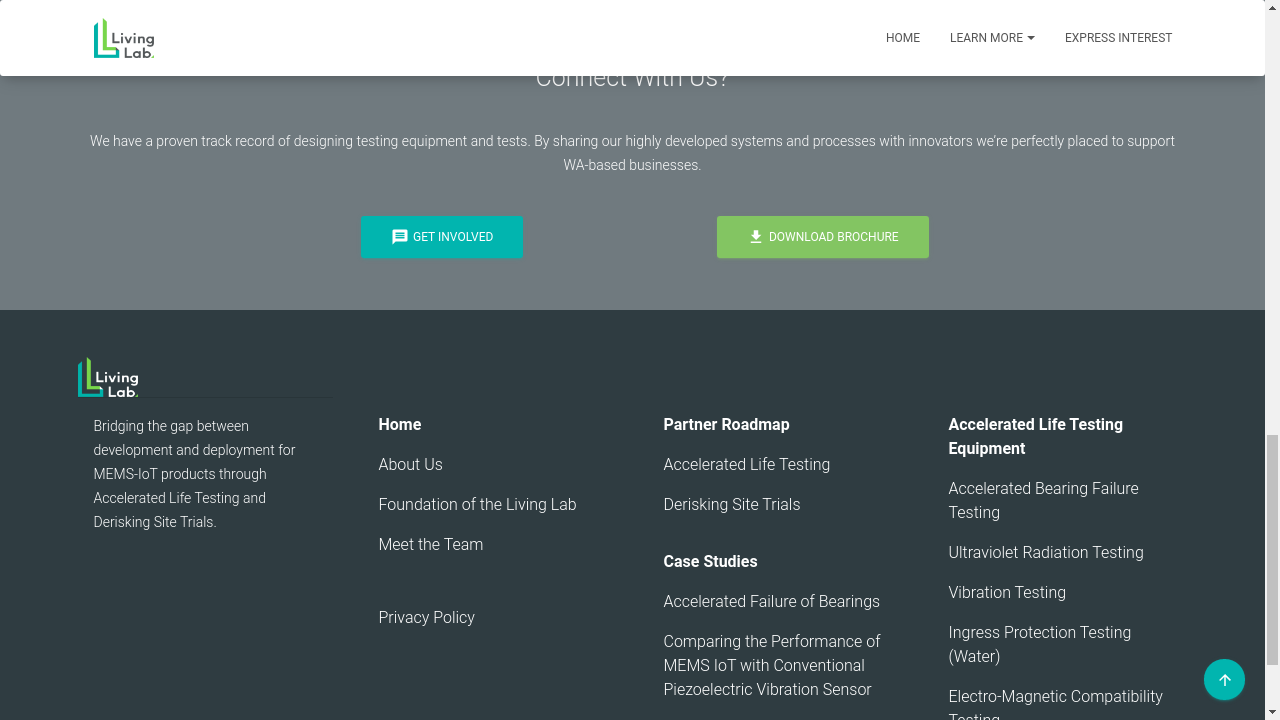 Living
Lab.
HOME
LEARN MORE
EXPRESS INTEREST
Connect With Us?
We have a proven track record of designing testing equipment and tests. By sharing our highly developed systems and processes with innovators we're perfectly placed to support
WA-based businesses.
GET INVOLVED
DOWNLOAD BROCHURE
Living
Lab.
Bridging the gap between
development and deployment for
MEMS-IoT products through
Accelerated Life Testing and
Derisking Site Trials.
Home
About Us
Foundation of the Living Lab
Meet the Team
Privacy Policy
Partner Roadmap
Accelerated Life Testing
Derisking Site Trials
Case Studies
Accelerated Failure of Bearings
Comparing the Performance of
MEMS IoT with Conventional
Piezoelectric Vibration Sensor
Accelerated Life Testing
Equipment
Accelerated Bearing Failure
Testing
Ultraviolet Radiation Testing
Vibration Testing
Ingress Protection Testing
(Water)
Electro-Magnetic Compatibility
Testing